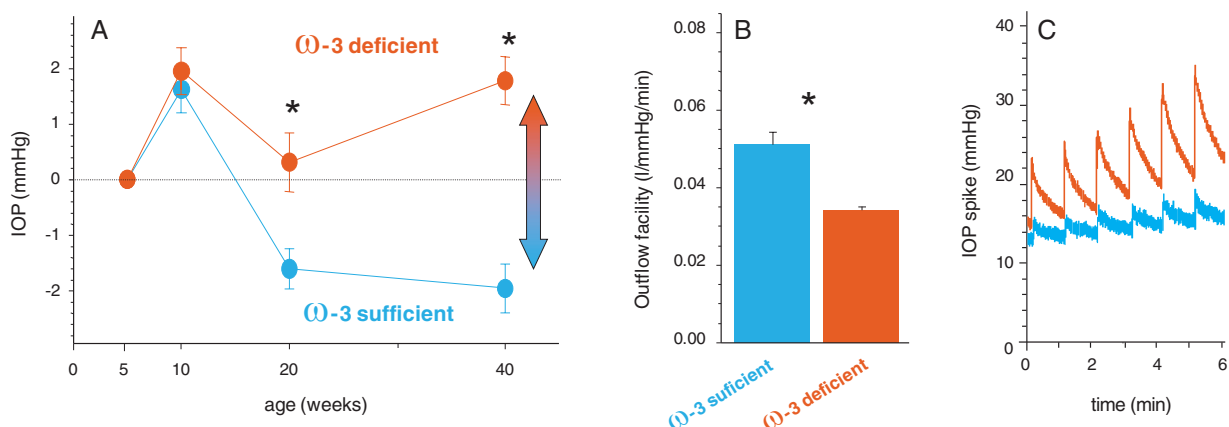 A
ω-3 deficient
*
*
IOP (mmHg)
2
1
0
-1
-2
ω-3 sufficient
0
5
10
20
40
age (weeks)
B
*
Outflow facility (l/mmHg/min)
0.08
0.06
0.04
0.02
0.00
ω-3 suficient
ω-3 deficient
C
IOP spike (mmHg)
40
30
20
10
0
0
2
4
6
time (min)